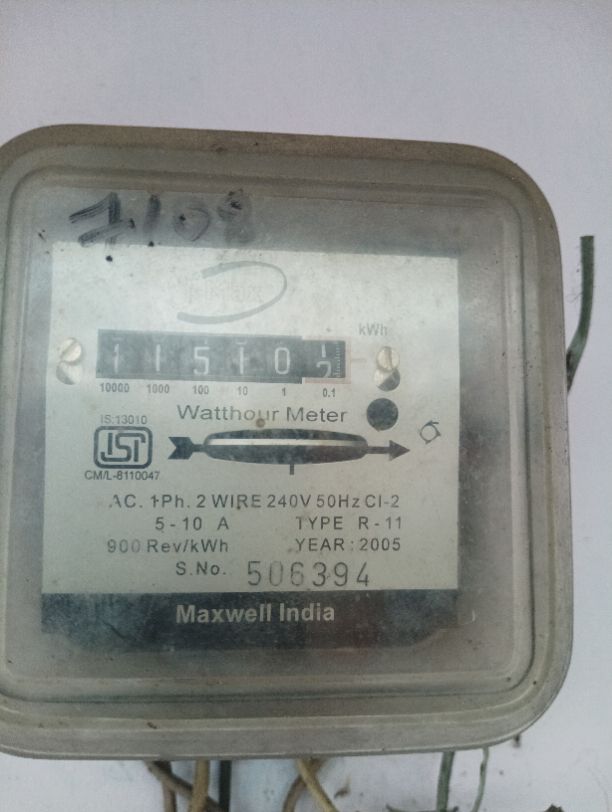 7108
kWh
1 1 5 1 0
10000 1000 100 10 1 0.1
Watthour Meter
IS:13010
ISI
CM/L-8110047
AC. 1Ph. 2 WIRE 240V 50Hz Cl-2
5-10 A TYPE R-11
900 Rev/kWh YEAR:2005
S.No. 506394
Maxwell India